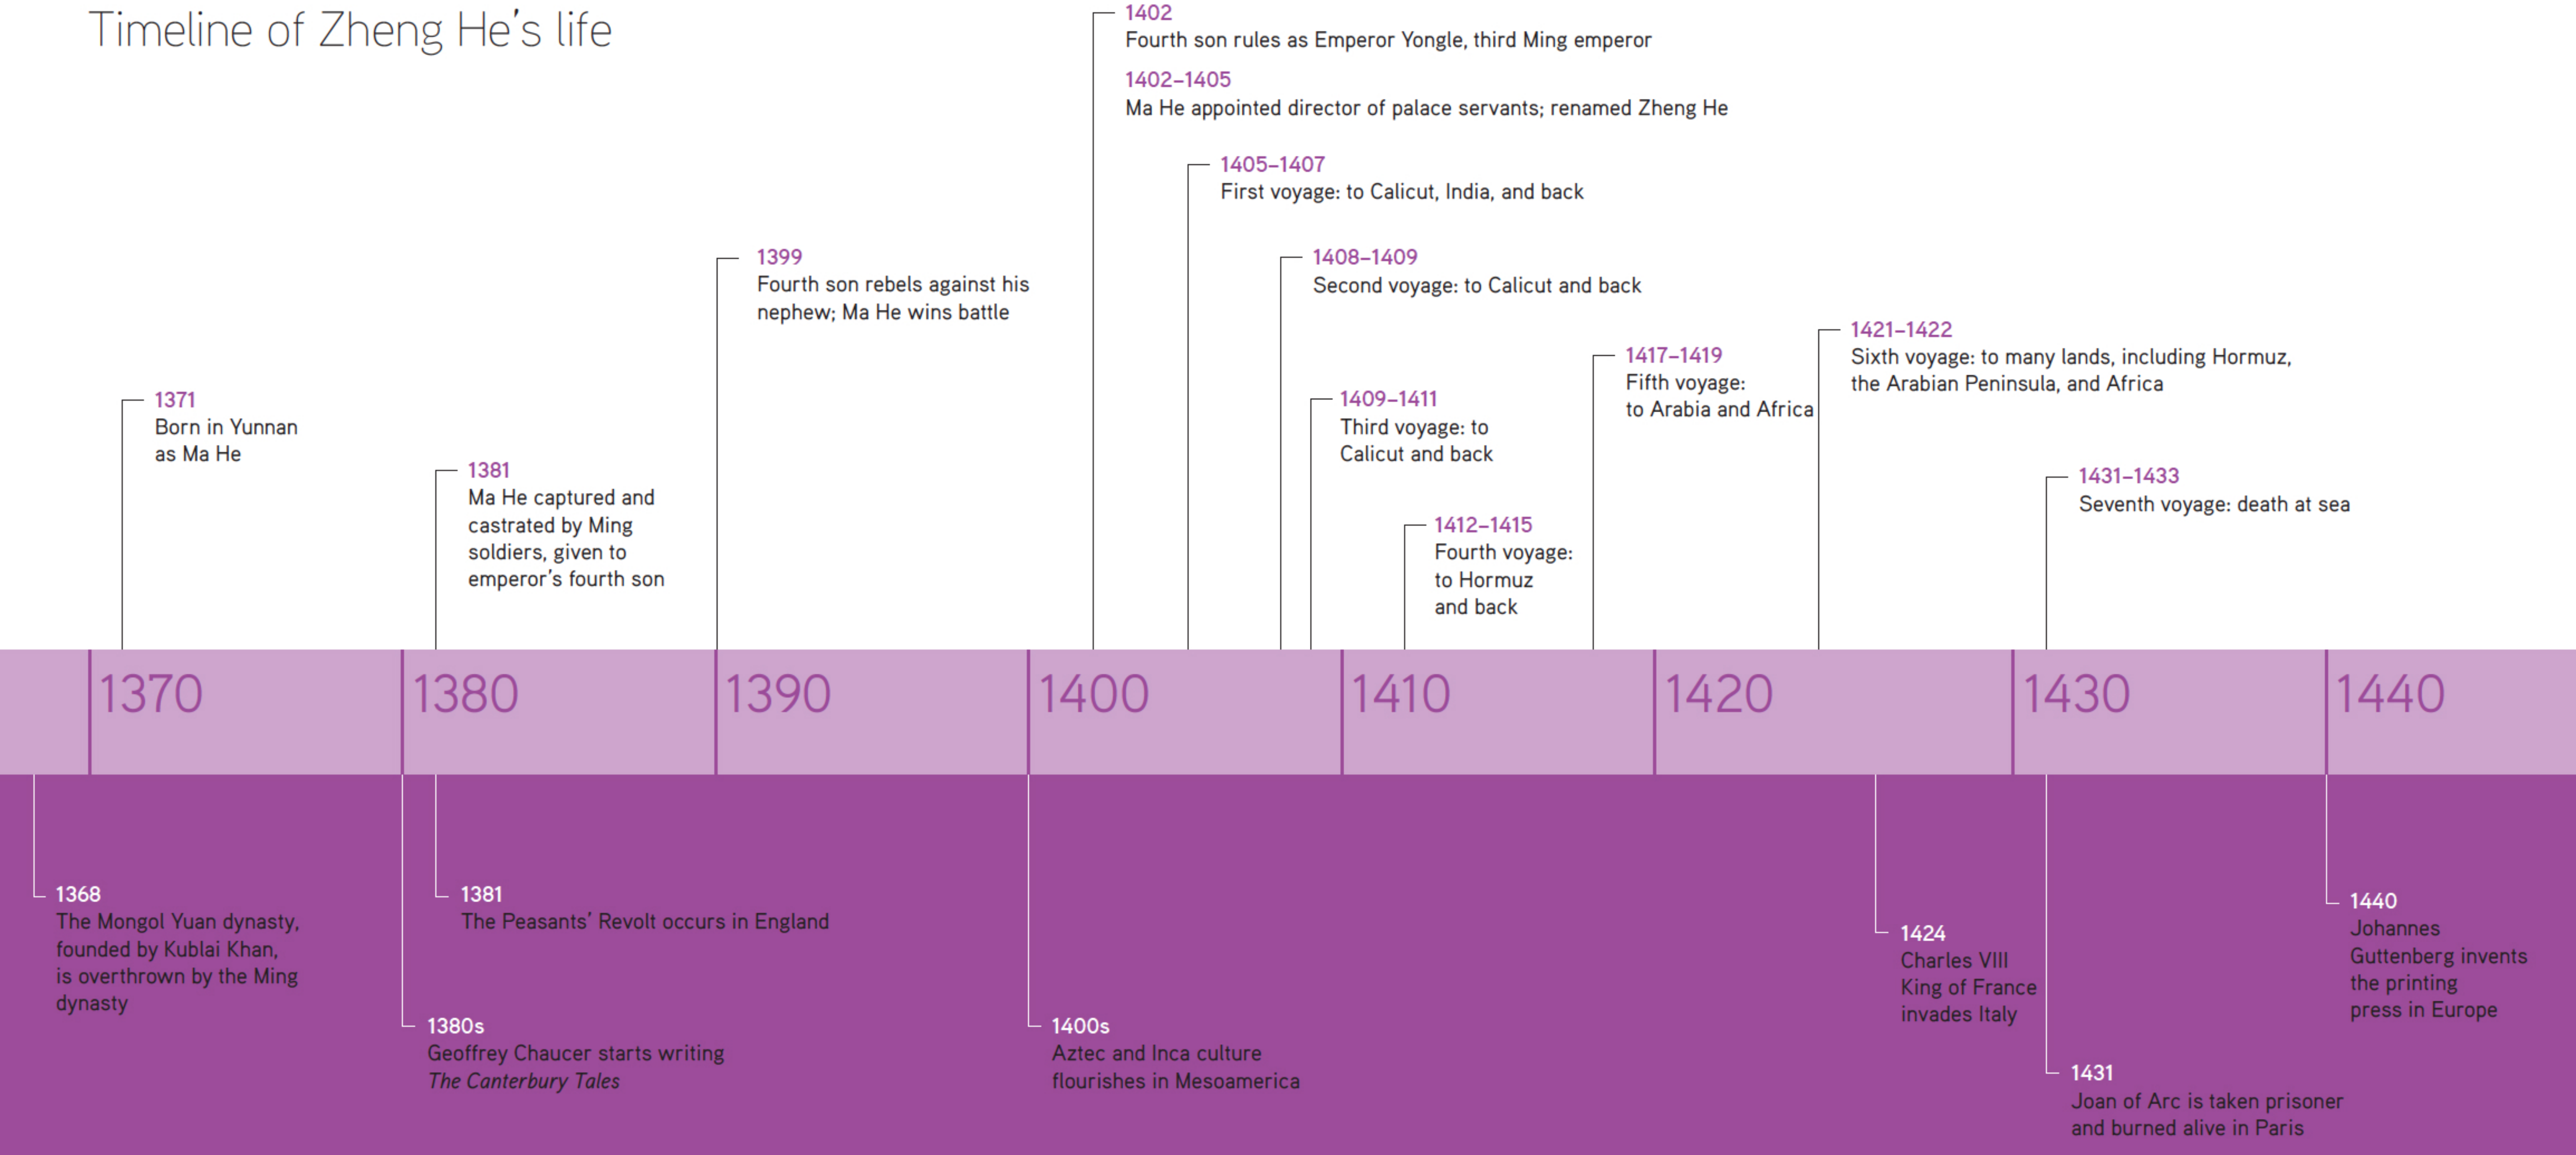 Timeline of Zheng He's life
1402
Fourth son rules as Emperor Yongle, third Ming emperor
1402–1405
Ma He appointed director of palace servants; renamed Zheng He
1405–1407
First voyage: to Calicut, India, and back
1399
Fourth son rebels against his
nephew; Ma He wins battle
1408–1409
Second voyage: to Calicut and back
1421–1422
Sixth voyage: to many lands, including Hormuz,
the Arabian Peninsula, and Africa
1417–1419
Fifth voyage:
to Arabia and Africa
1371
Born in Yunnan
as Ma He
1409–1411
Third voyage: to
Calicut and back
1381
Ma He captured and
castrated by Ming
soldiers, given to
emperor's fourth son
1431–1433
Seventh voyage: death at sea
1412–1415
Fourth voyage:
to Hormuz
and back
1370
1380
1390
1400
1410
1420
1430
1440
1368
The Mongol Yuan dynasty,
founded by Kublai Khan,
is overthrown by the Ming
dynasty
1381
The Peasants' Revolt occurs in England
1380s
Geoffrey Chaucer starts writing
The Canterbury Tales
1400s
Aztec and Inca culture
flourishes in Mesoamerica
1424
Charles VIII
King of France
invades Italy
1440
Johannes
Guttenberg invents
the printing
press in Europe
1431
Joan of Arc is taken prisoner
and burned alive in Paris